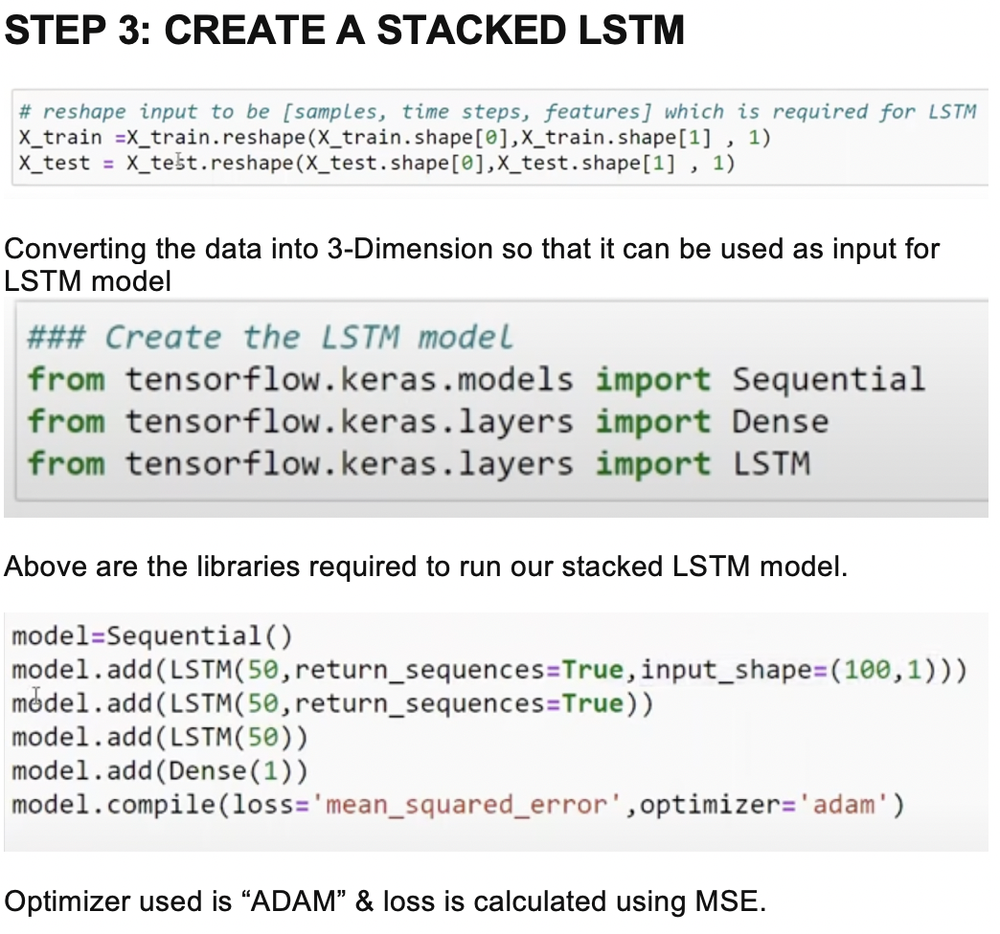 STEP 3: CREATE A STACKED LSTM
# reshape input to be [samples, time steps, features] which is required for LSTM
X_train =X_train.reshape(X_train.shape[0],X_train.shape[1] , 1)
X_test = X_test.reshape(X_test.shape[0],X_test.shape[1] , 1)
Converting the data into 3-Dimension so that it can be used as input for
LSTM model
### Create the LSTM model
from tensorflow.keras.models import Sequential
from tensorflow.keras.layers import Dense
from tensorflow.keras.layers import LSTM
Above are the libraries required to run our stacked LSTM model.
model=Sequential()
model.add(LSTM(50,return_sequences=True,input_shape=(100,1)))
model.add(LSTM(50,return_sequences=True))
model.add(LSTM(50))
model.add(Dense(1))
model.compile(loss='mean_squared_error',optimizer='adam')
Optimizer used is “ADAM” & loss is calculated using MSE.